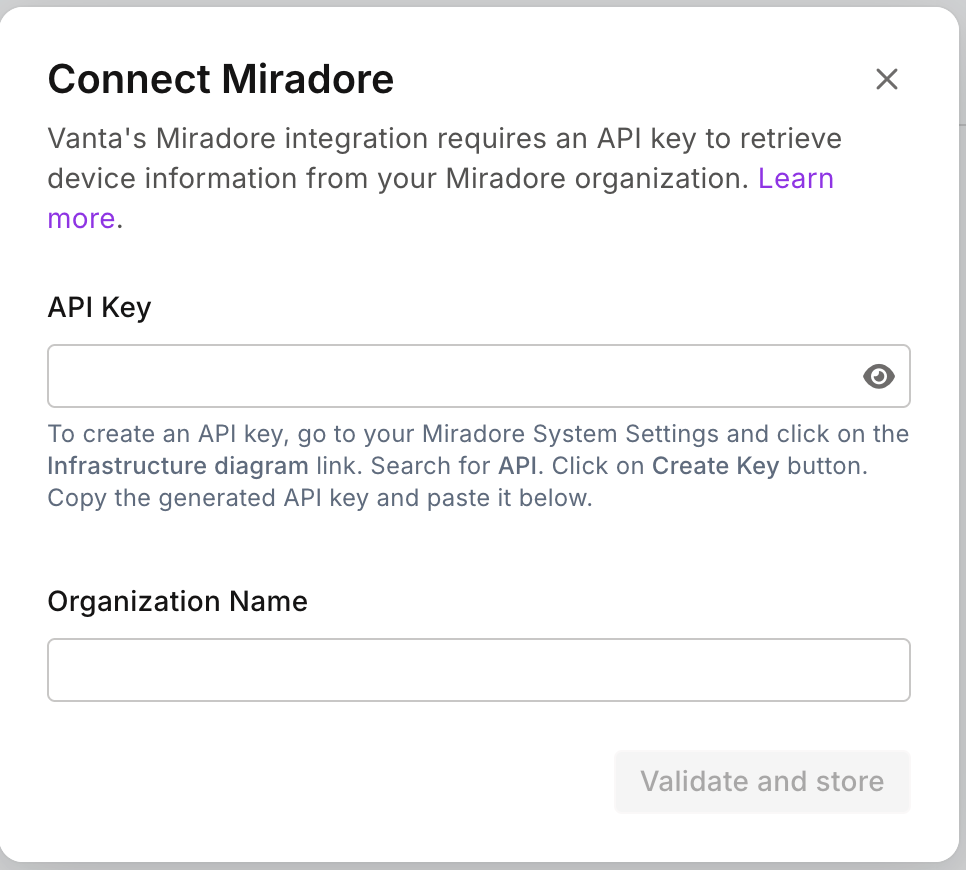 Connect Miradore
Vanta's Miradore integration requires an API key to retrieve
device information from your Miradore organization. Learn
more.
API Key
To create an API key, go to your Miradore System Settings and click on the
Infrastructure diagram link. Search for API. Click on Create Key button.
Copy the generated API key and paste it below.
Organization Name
Validate and store